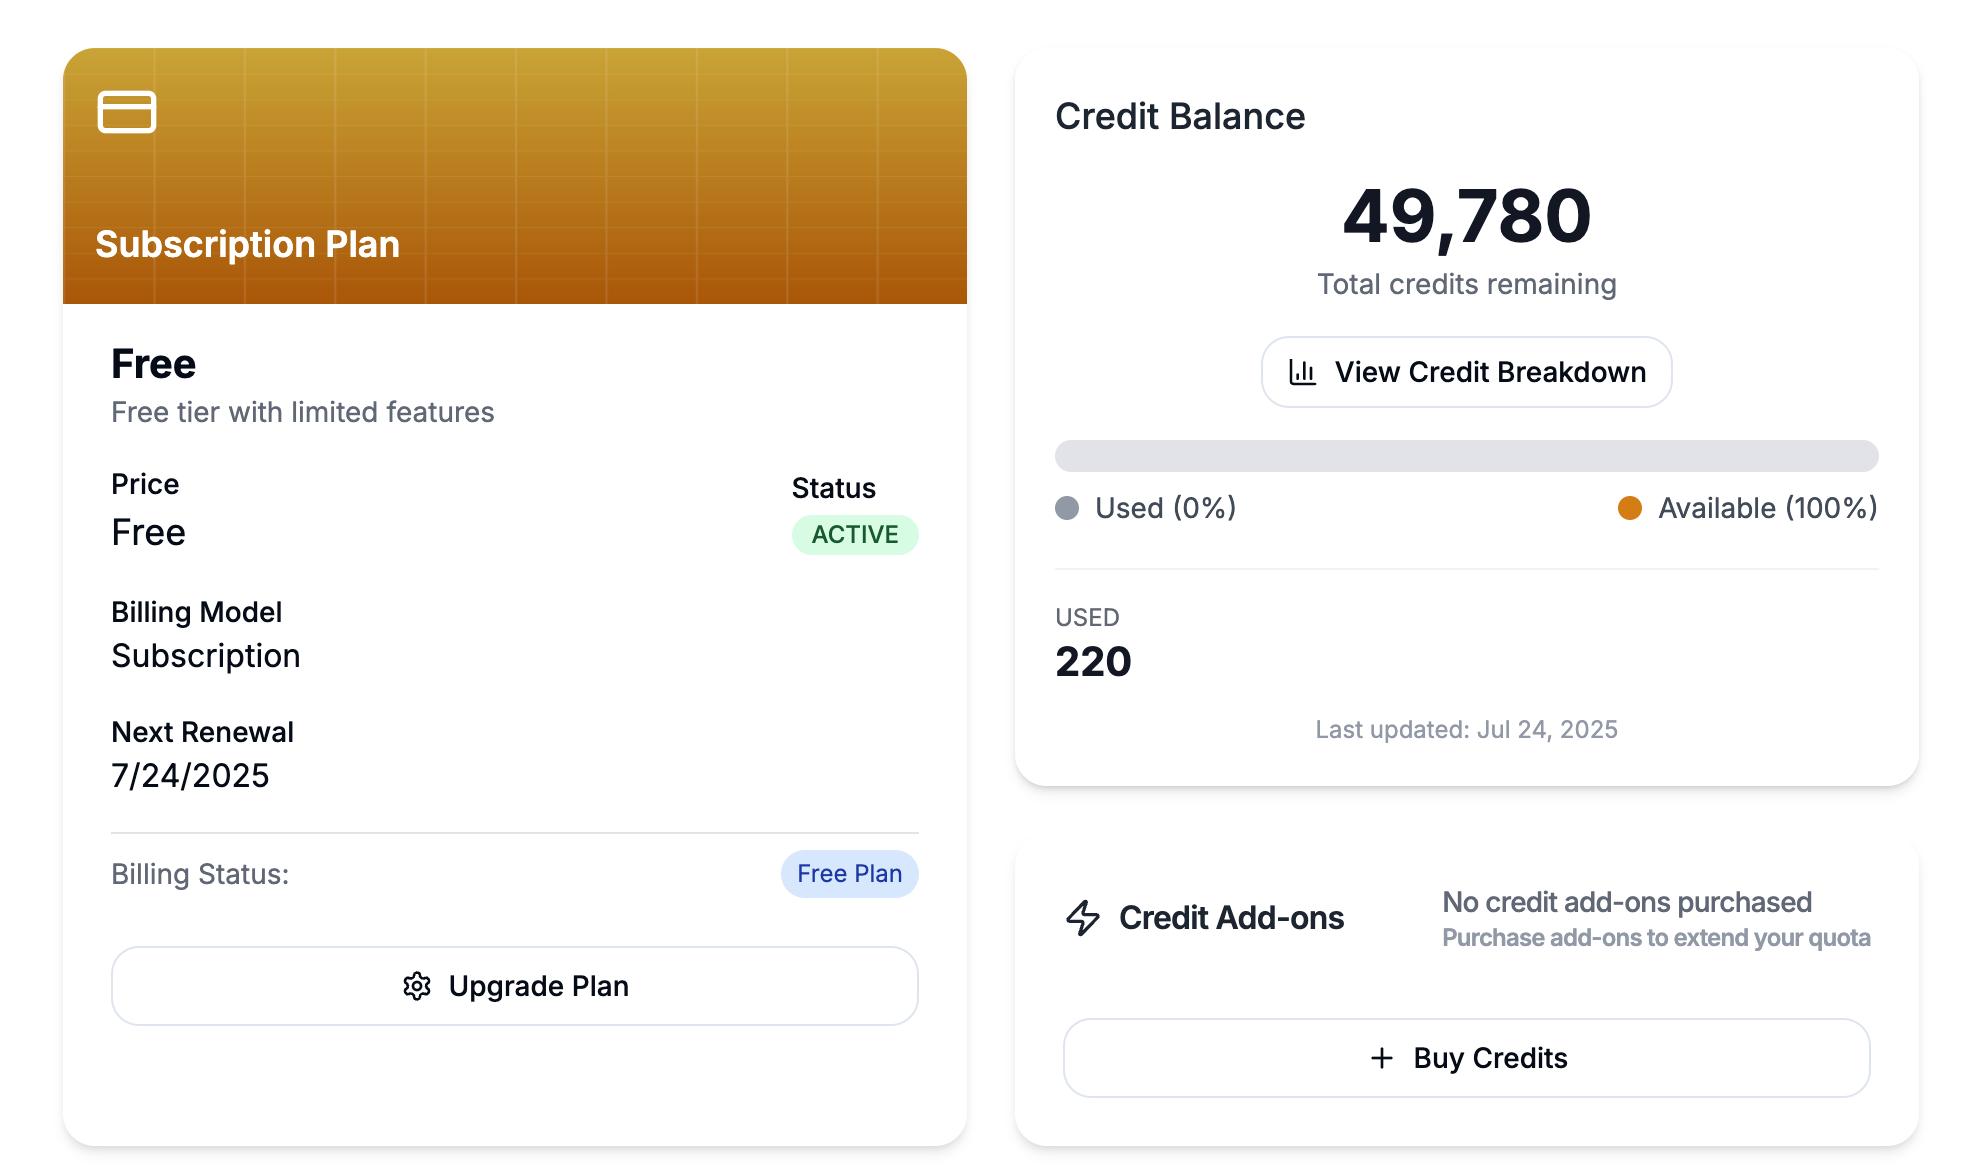 Subscription Plan
Free
Free tier with limited features
Price
Free
Status
ACTIVE
Billing Model
Subscription
Next Renewal
7/24/2025
Billing Status:
Free Plan
Upgrade Plan
Credit Balance
49,780
Total credits remaining
View Credit Breakdown
Used (0%)
Available (100%)
USED
220
Last updated: Jul 24, 2025
Credit Add-ons
No credit add-ons purchased
Purchase add-ons to extend your quota
Buy Credits